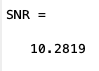 SNR =
10.2819